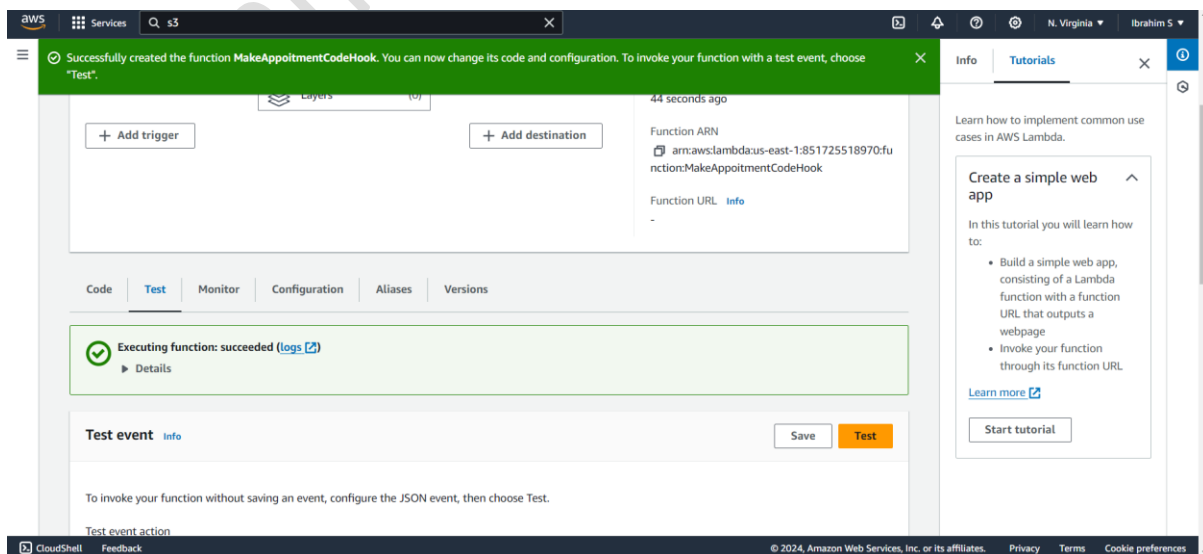 aws
Services
s3
N. Virginia
Ibrahim S
Successfully created the function MakeAppoitmentCodeHook. You can now change its code and configuration. To invoke your function with a test event, choose
"Test".
Layers (0)
+ Add trigger
+ Add destination
44 seconds ago
Function ARN
arn:aws:lambda:us-east-1:851725518970:fu
nction:MakeAppoitmentCodeHook
Function URL Info
-
Code Test Monitor Configuration Aliases Versions
Executing function: succeeded (logs)
Details
Test event Info
Save
Test
To invoke your function without saving an event, configure the JSON event, then choose Test.
Test event action
Info
Tutorials
Learn how to implement common use
cases in AWS Lambda.
Create a simple web
app
In this tutorial you will learn how
to:
• Build a simple web app,
consisting of a Lambda
function with a function
URL that outputs a
webpage
• Invoke your function
through its function URL
Learn more
Start tutorial
CloudShell Feedback
© 2024, Amazon Web Services, Inc. or its affiliates. Privacy Terms Cookie preferences